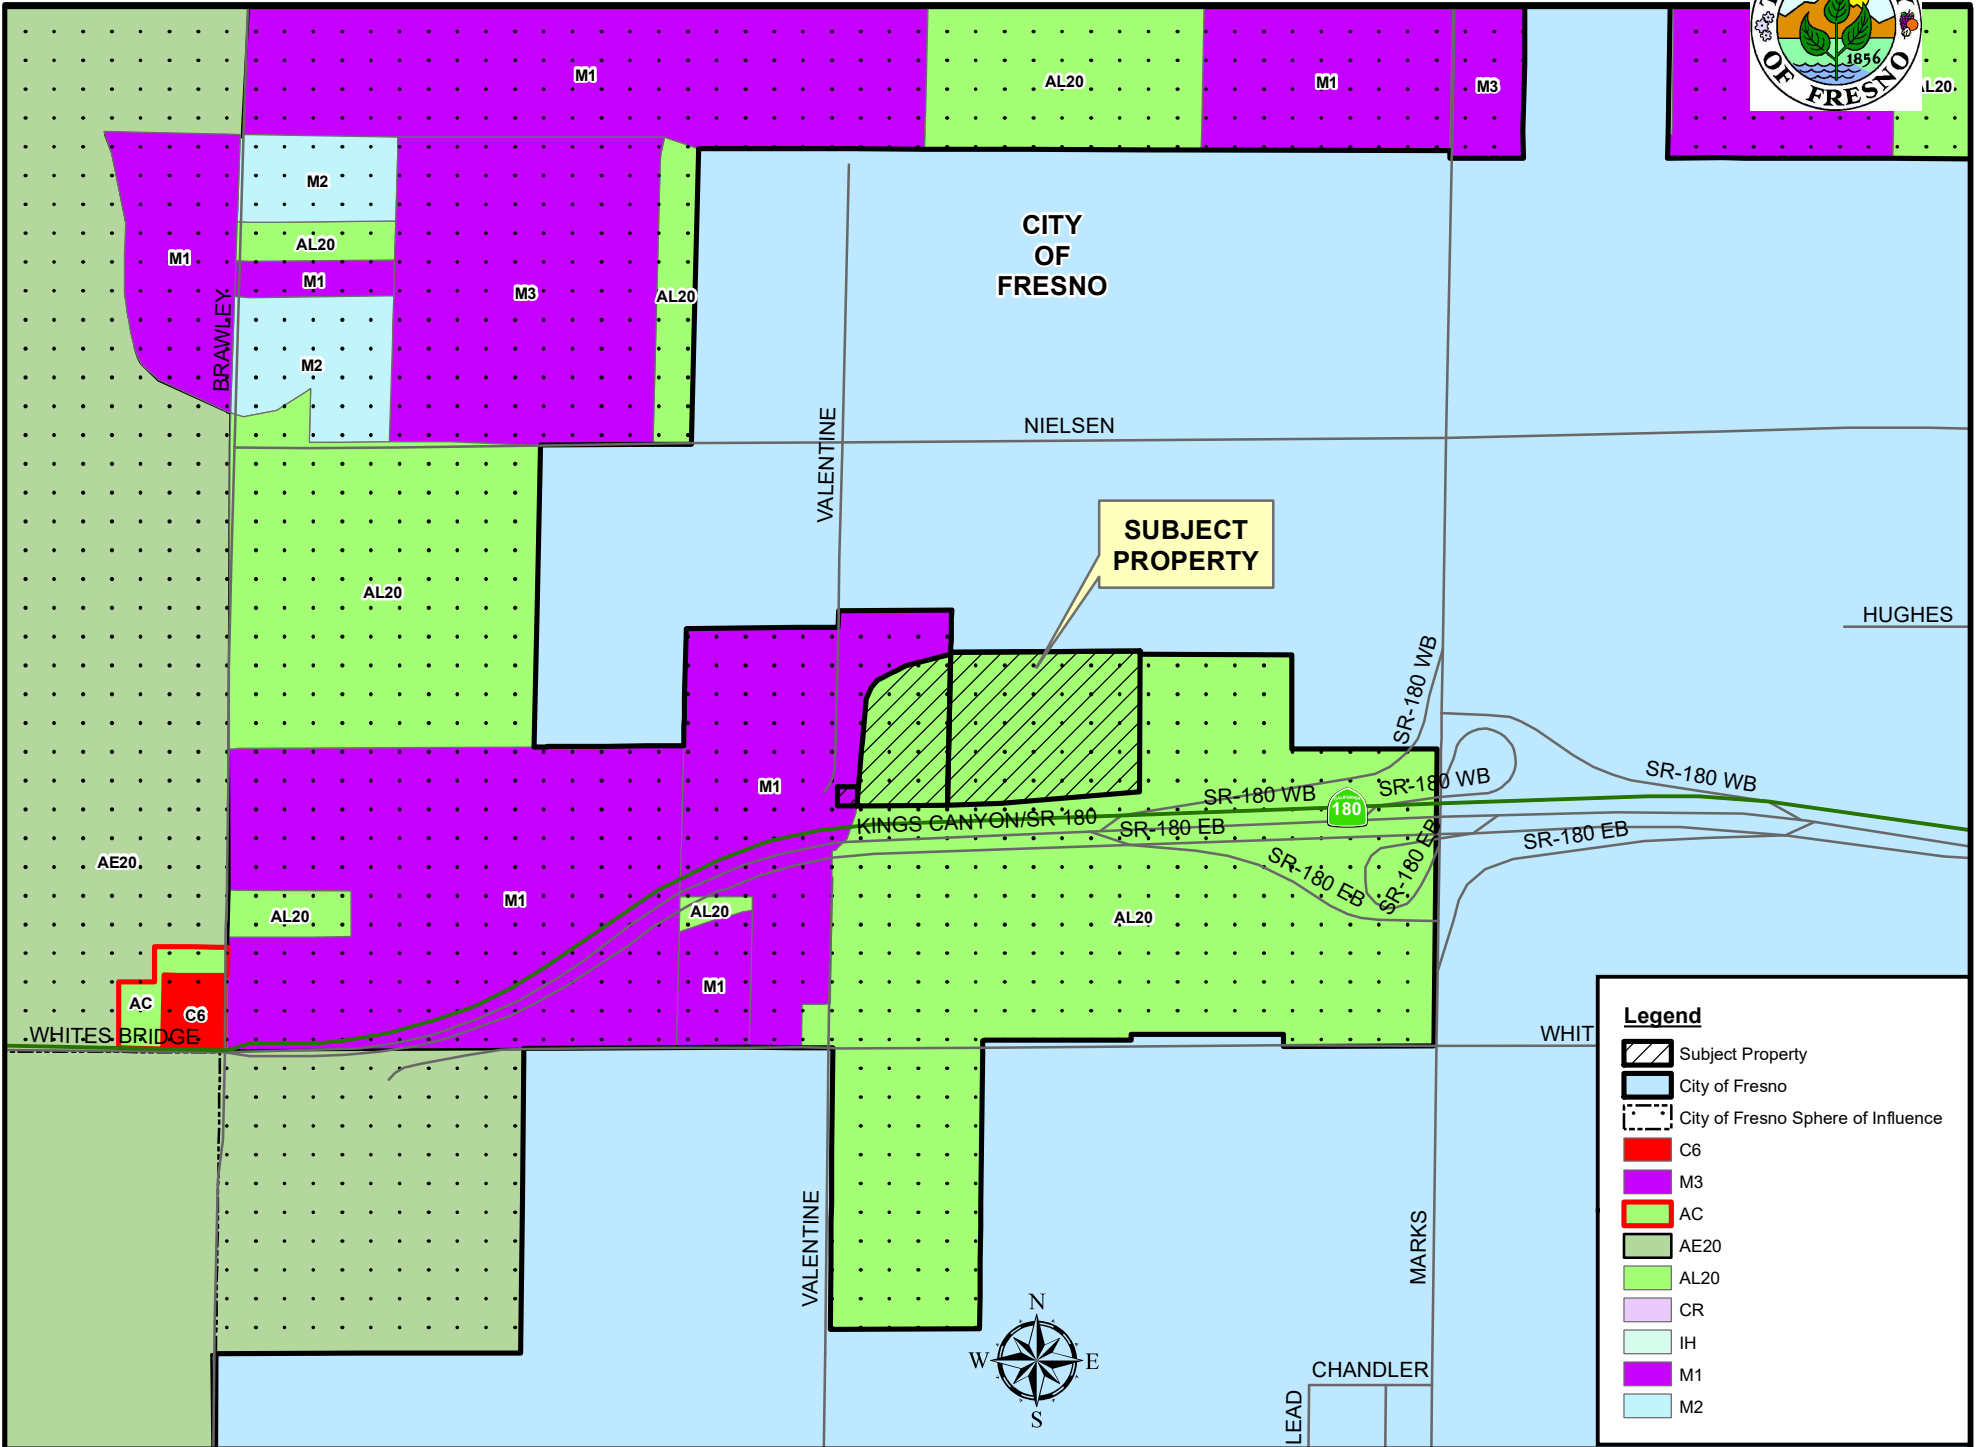 M1
AL20
M1
M3
AL20
1856
OF FRESNO
M2
AL20
M1
M1
M3
AL20
M2
BRAWLEY
CITY
OF
FRESNO
VALENTINE
NIELSEN
SUBJECT
PROPERTY
AL20
HUGHES
SR-180 WB
M1
SR-180 WB
SR-180 WB
SR-180 WB
CALIFORNIA
180
KINGS CANYON/SR 180
SR-180 EB
SR-180 EB
SR-180 EB
SR-180 EB
AE20
AL20
M1
AL20
AL20
M1
AC
C6
WHITES BRIDGE
WHIT
VALENTINE
MARKS
N
W
E
S
CHANDLER
LEAD
Legend
Subject Property
City of Fresno
City of Fresno Sphere of Influence
C6
M3
AC
AE20
AL20
CR
IH
M1
M2